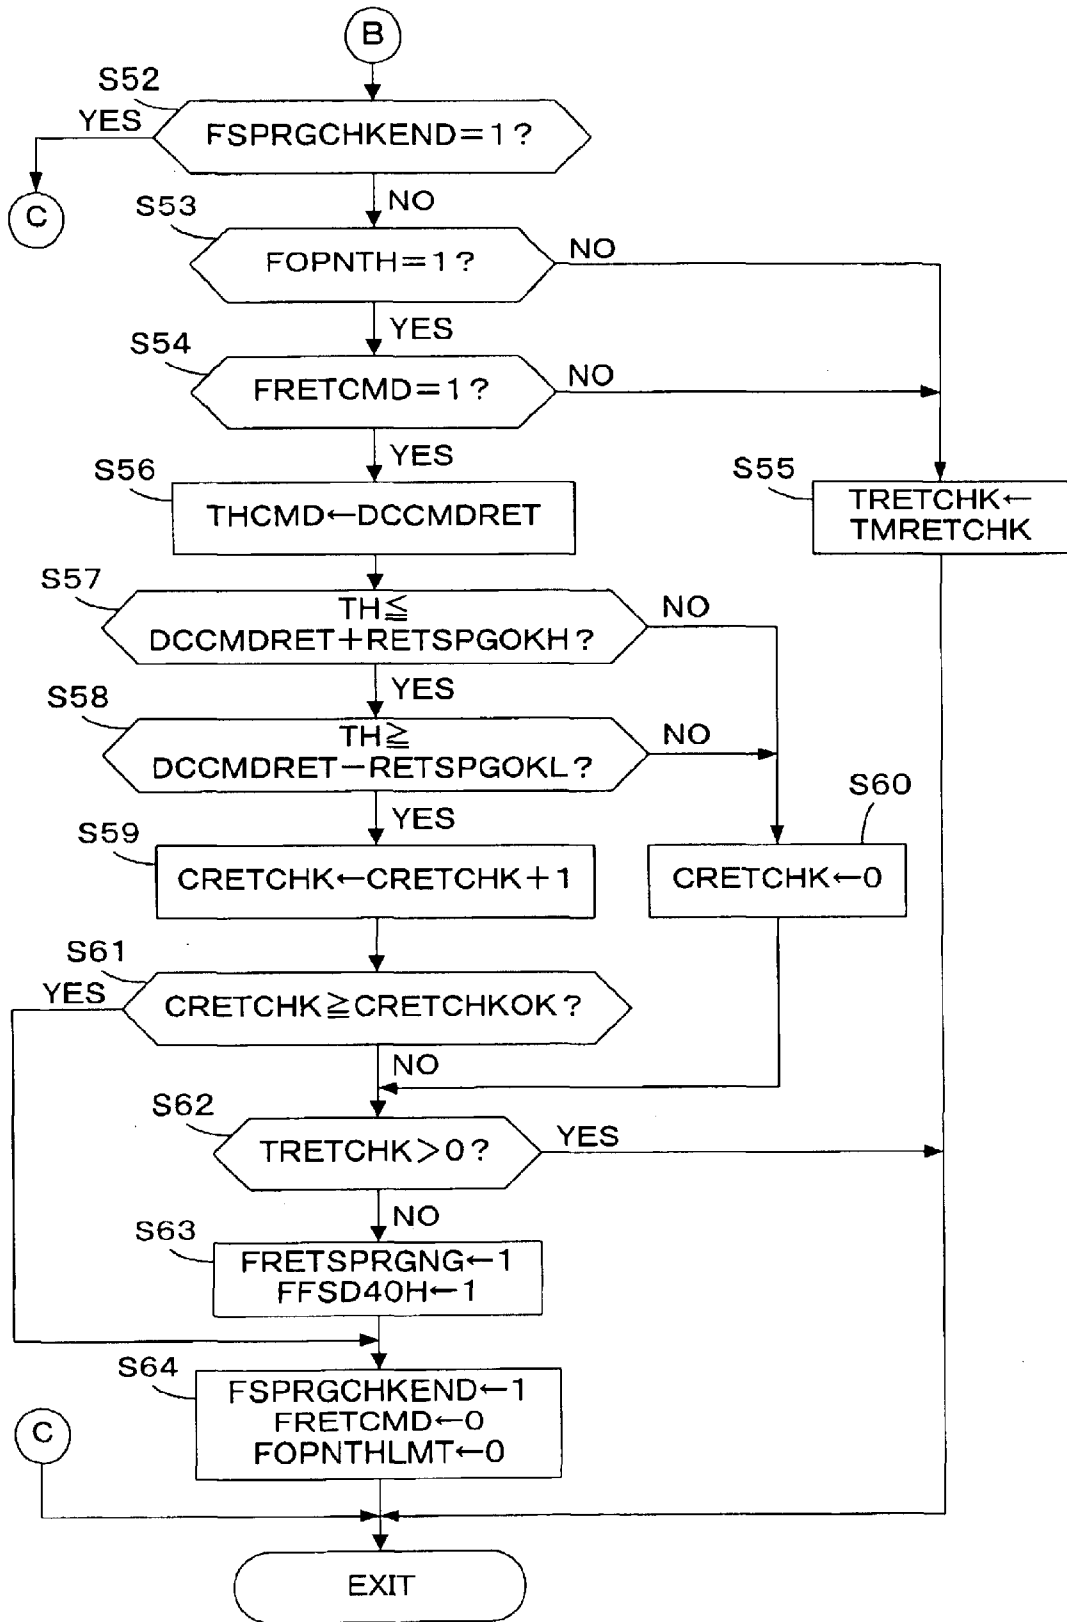 B
S52
YES
FSPRGCHKEND=1?
C
NO
S53
FOPNTH=1?
NO
YES
S54
FRETCMD=1?
NO
YES
S56
THCMD←DCCMDRET
S55
TRETCHK←
TMRETCHK
S57
TH≦
DCCMDRET+RETSPGOKH?
NO
YES
S58
TH≧
DCCMDRET−RETSPGOKL?
NO
YES
S59
CRETCHK←CRETCHK+1
S60
CRETCHK←0
S61
YES
CRETCHK≧CRETCHKOK?
NO
S62
TRETCHK>0?
YES
NO
S63
FRETSPRGNG←1
FFSD40H←1
S64
FSPRGCHKEND←1
FRETCMD←0
FOPNTHLMT←0
C
EXIT